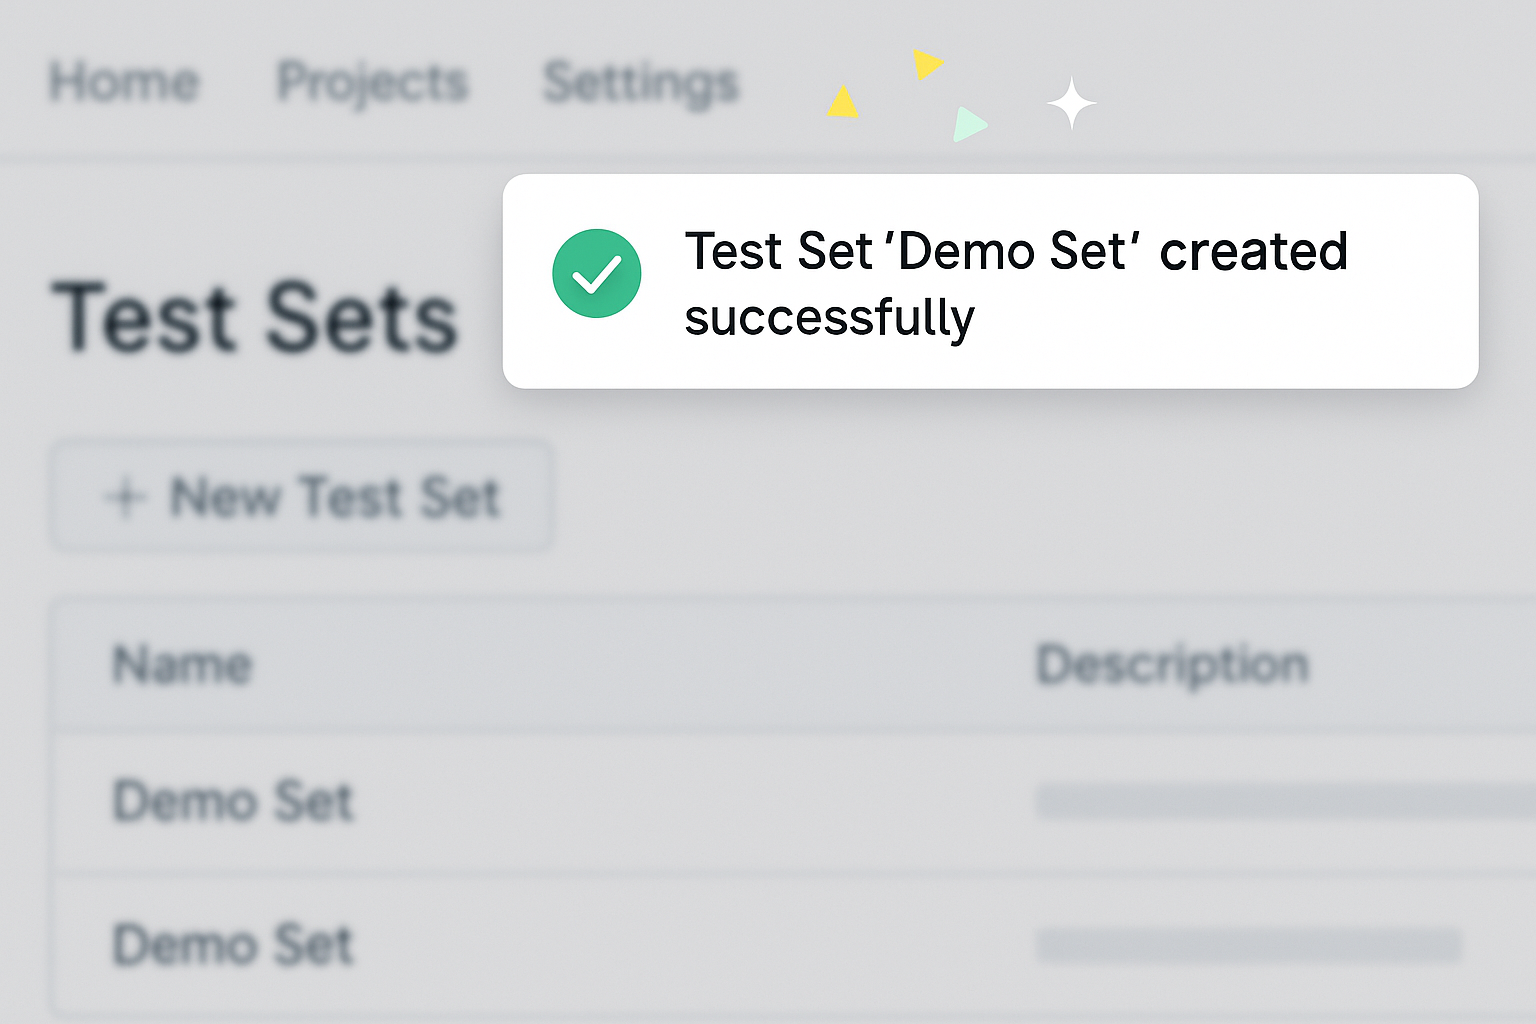 Home Projects Settings
Test Sets
Test Set ′Demo Set′ created
successfully
+ New Test Set
Name Description
Demo Set
Demo Set